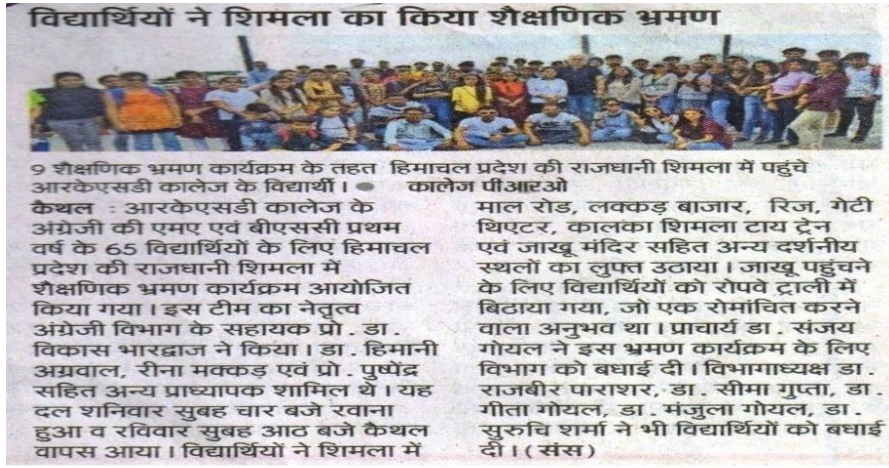 विद्यार्थियों ने शिमला का किया शैक्षणिक भ्रमण
9 शैक्षणिक भ्रमण कार्यक्रम के तहत हिमाचल प्रदेश की राजधानी शिमला में पहुंचे
आरकेएसडी कालेज के विद्यार्थी। ● कालेज पीआरओ
कैथल : आरकेएसडी कालेज के
अंग्रेजी की एमए एवं बीएससी प्रथम
वर्ष के 65 विद्यार्थियों के लिए हिमाचल
प्रदेश की राजधानी शिमला में
शैक्षणिक भ्रमण कार्यक्रम आयोजित
किया गया। इस टीम का नेतृत्व
अंग्रेजी विभाग के सहायक प्रो. डा.
विकास भारद्वाज ने किया। डा. हिमानी
अग्रवाल, रीना मक्कड़ एवं प्रो. पुष्पेंद्र
सहित अन्य प्राध्यापक शामिल थे। यह
दल शनिवार सुबह चार बजे रवाना
हुआ व रविवार सुबह आठ बजे कैथल
वापस आया। विद्यार्थियों ने शिमला में
माल रोड, लक्कड़ बाजार, रिज, गेटी
थिएटर, कालका शिमला टाय ट्रेन
एवं जाखू मंदिर सहित अन्य दर्शनीय
स्थलों का लुफ्त उठाया। जाखू पहुंचने
के लिए विद्यार्थियों को रोपवे ट्राली में
बिठाया गया, जो एक रोमांचित करने
वाला अनुभव था। प्राचार्य डा. संजय
गोयल ने इस भ्रमण कार्यक्रम के लिए
विभाग को बधाई दी। विभागाध्यक्ष डा.
राजबीर पाराशर, डा. सीमा गुप्ता, डा.
गीता गोयल, डा. मंजुला गोयल, डा.
सुरुचि शर्मा ने भी विद्यार्थियों को बधाई
दी। (संस)